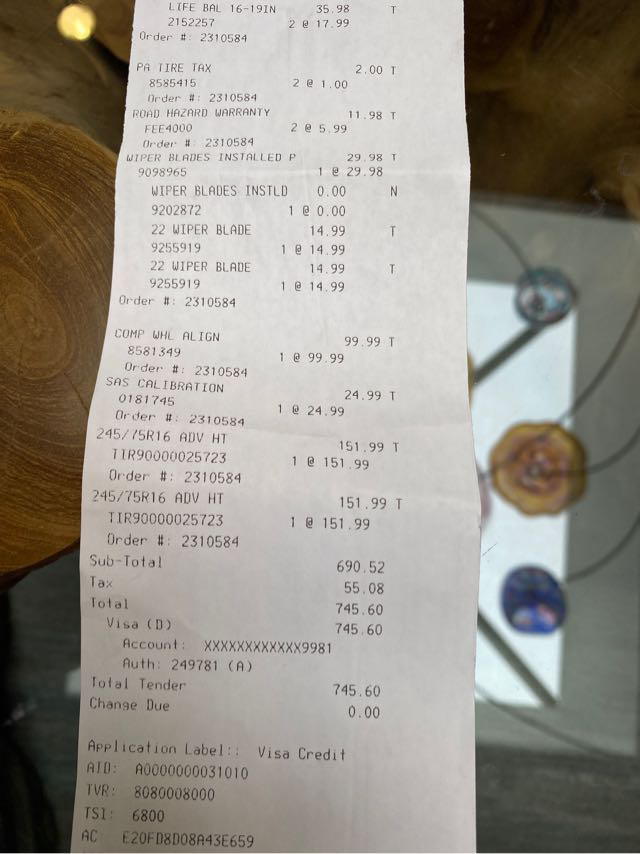 LIFE BAL 16-19IN 35.98 T
2152257 2 @ 17.99
Order #: 2310584
PA TIRE TAX 2.00 T
8585415 2 @ 1.00
Order #: 2310584
ROAD HAZARD WARRANTY 11.98 T
FEE4000 2 @ 5.99
Order #: 2310584
WIPER BLADES INSTALLED P 29.98 T
9098965 1 @ 29.98
WIPER BLADES INSTLD 0.00 N
9202872 1 @ 0.00
22 WIPER BLADE 14.99 T
9255919 1 @ 14.99
22 WIPER BLADE 14.99 T
9255919 1 @ 14.99
Order #: 2310584
COMP WHL ALIGN 99.99 T
8581349 1 @ 99.99
Order #: 2310584
SAS CALIBRATION 24.99 T
0181745 1 @ 24.99
Order #: 2310584
245/75R16 ADV HT 151.99 T
TIR90000025723 1 @ 151.99
Order #: 2310584
245/75R16 ADV HT 151.99 T
TIR90000025723 1 @ 151.99
Order #: 2310584
Sub-Total 690.52
Tax 55.08
Total 745.60
Visa (D) 745.60
Account: XXXXXXXXXXXX9981
Auth: 249781 (A)
Total Tender 745.60
Change Due 0.00
Application Label:: Visa Credit
AID: A0000000031010
TVR: 8080008000
TSI: 6800
AC E20FD8D08A43E659